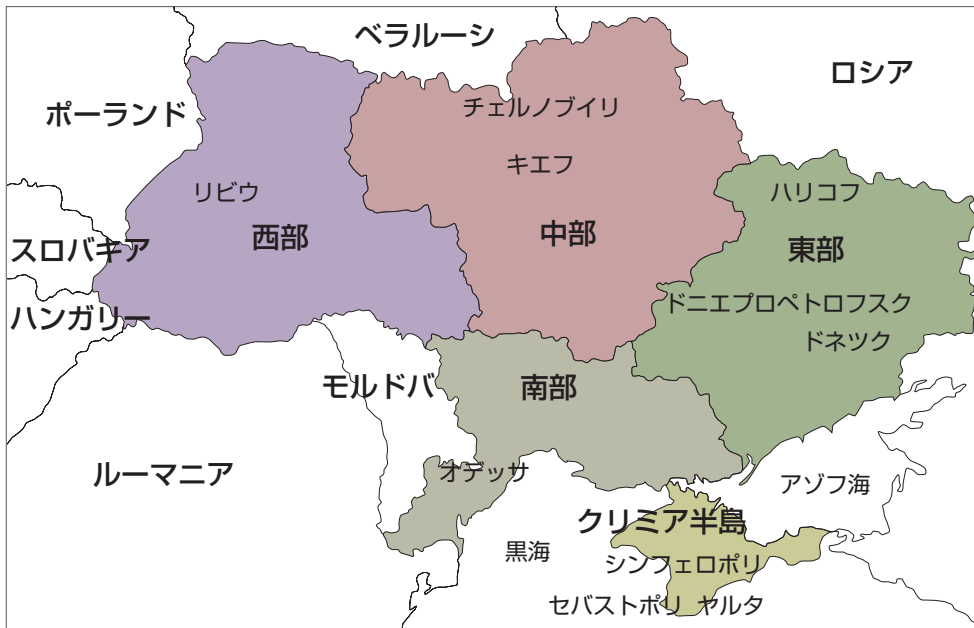 ベラルーシ
ロシア
ポーランド
チェルノブイリ
キエフ
リビウ
ハリコフ
スロバキア
西部
中部
東部
ハンガリー
ドニエプロペトロフスク
ドネツク
モルドバ
南部
ルーマニア
オデッサ
アゾフ海
クリミア半島
黒海
シンフェロポリ
セバストポリ
ヤルタ